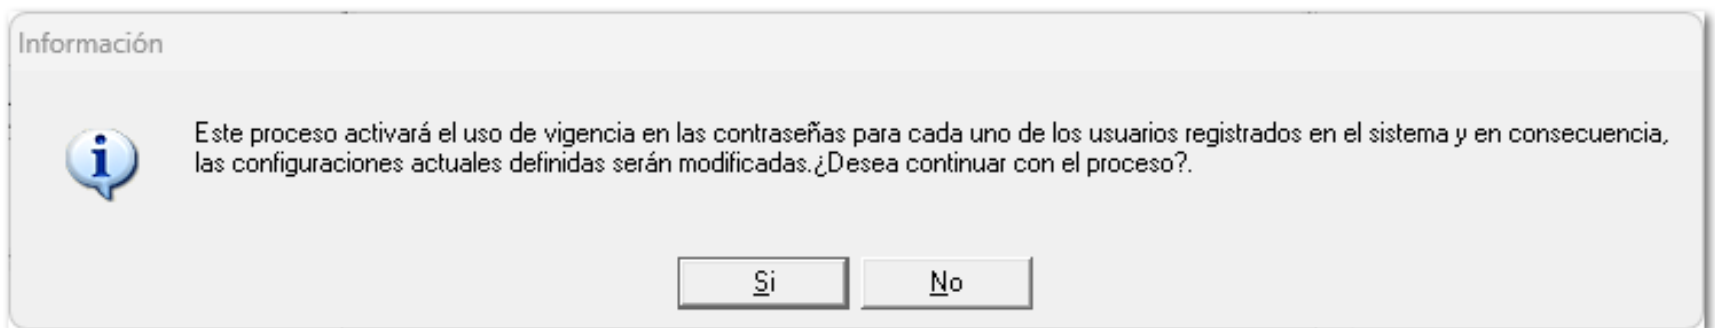 Información
Este proceso activará el uso de vigencia en las contraseñas para cada uno de los usuarios registrados en el sistema y en consecuencia,
las configuraciones actuales definidas serán modificadas.¿Desea continuar con el proceso?.
Si
No